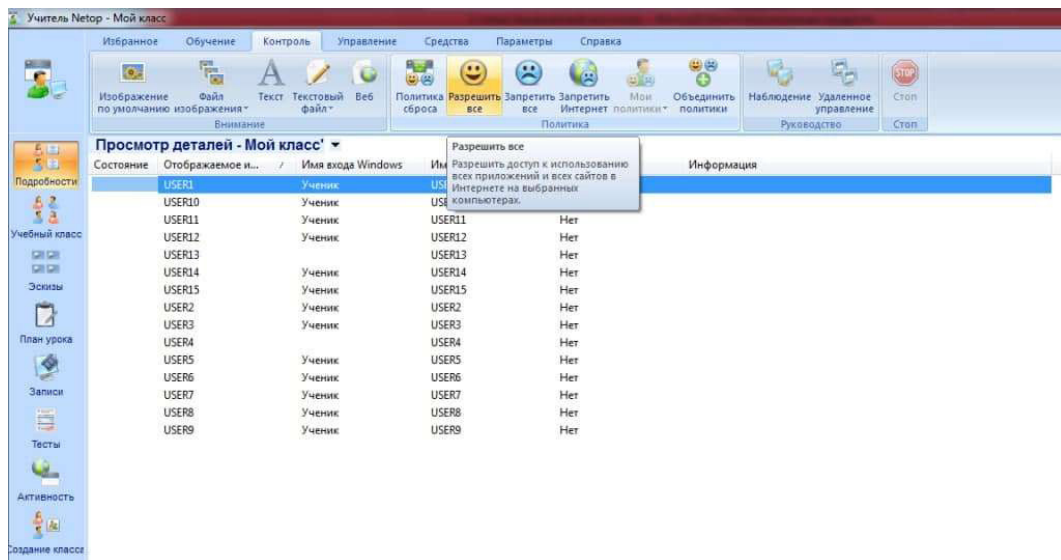 Учитель Netop - Мой класс
Избранное Обучение Контроль Управление Средства Параметры Справка
Изображение по умолчанию
Файл изображения
Текст
Текстовый файл
Веб
Политика сброса
Разрешить все
Запретить все
Запретить Интернет
Мои политики
Объединить политики
Наблюдение
Удаленное управление
STOP
Стоп
Внимание Политика Руководство Стоп
Просмотр деталей - Мой класс'
Разрешить все
Разрешить доступ к использованию
всех приложений и всех сайтов в
Интернете на выбранных
компьютерах.
Состояние Отображаемое и... Имя входа Windows Им Информация
USER1 Ученик
USER10 Ученик
USER11 Ученик USER11 Нет
USER12 Ученик USER12 Нет
USER13 USER13 Нет
USER14 Ученик USER14 Нет
USER15 Ученик USER15 Нет
USER2 Ученик USER2 Нет
USER3 Ученик USER3 Нет
USER4 USER4 Нет
USER5 Ученик USER5 Нет
USER6 Ученик USER6 Нет
USER7 Ученик USER7 Нет
USER8 Ученик USER8 Нет
USER9 Ученик USER9 Нет
Подробности
Учебный класс
Эскизы
План урока
Записи
Тесты
Активность
Создание класса